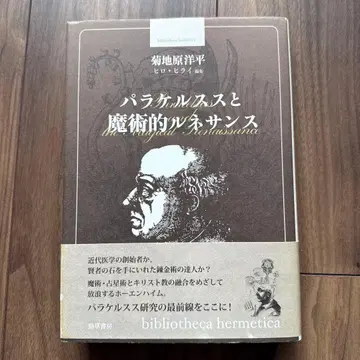 菊地原洋平
ヒロ・ヒライ 編集
パラケルススと
魔術的ルネサンス
the Magical Renaissance
近代医学の創始者か、
賢者の石を手にいれた錬金術の達人か？
魔術・占星術とキリスト教の融合をめざして
放浪するホーエンハイム。
パラケルスス研究の最前線をここに！
勁草書房
bibliotheca hermetica